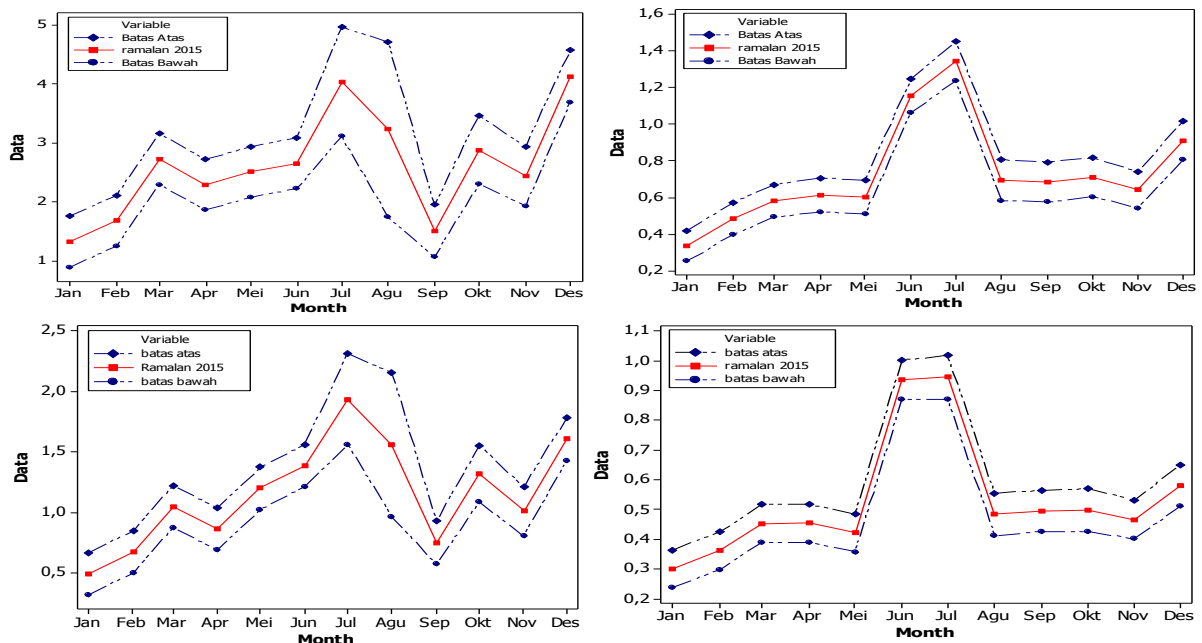 Variable
Batas Atas
ramalan 2015
Batas Bawah
5
4
3
2
1
Data
Jan Feb Mar Apr Mei Jun Jul Agu Sep Okt Nov Des
Month
Variable
Batas Atas
ramalan 2015
Batas Bawah
1,6
1,4
1,2
1,0
0,8
0,6
0,4
0,2
Data
Jan Feb Mar Apr Mei Jun Jul Agu Sep Okt Nov Des
Month
Variable
batas atas
Ramalan 2015
batas bawah
2,5
2,0
1,5
1,0
0,5
Data
Jan Feb Mar Apr Mei Jun Jul Agu Sep Okt Nov Des
Month
Variable
batas atas
ramalan 2015
batas bawah
1,1
1,0
0,9
0,8
0,7
0,6
0,5
0,4
0,3
0,2
Data
Jan Feb Mar Apr Mei Jun Jul Agu Sep Okt Nov Des
Month